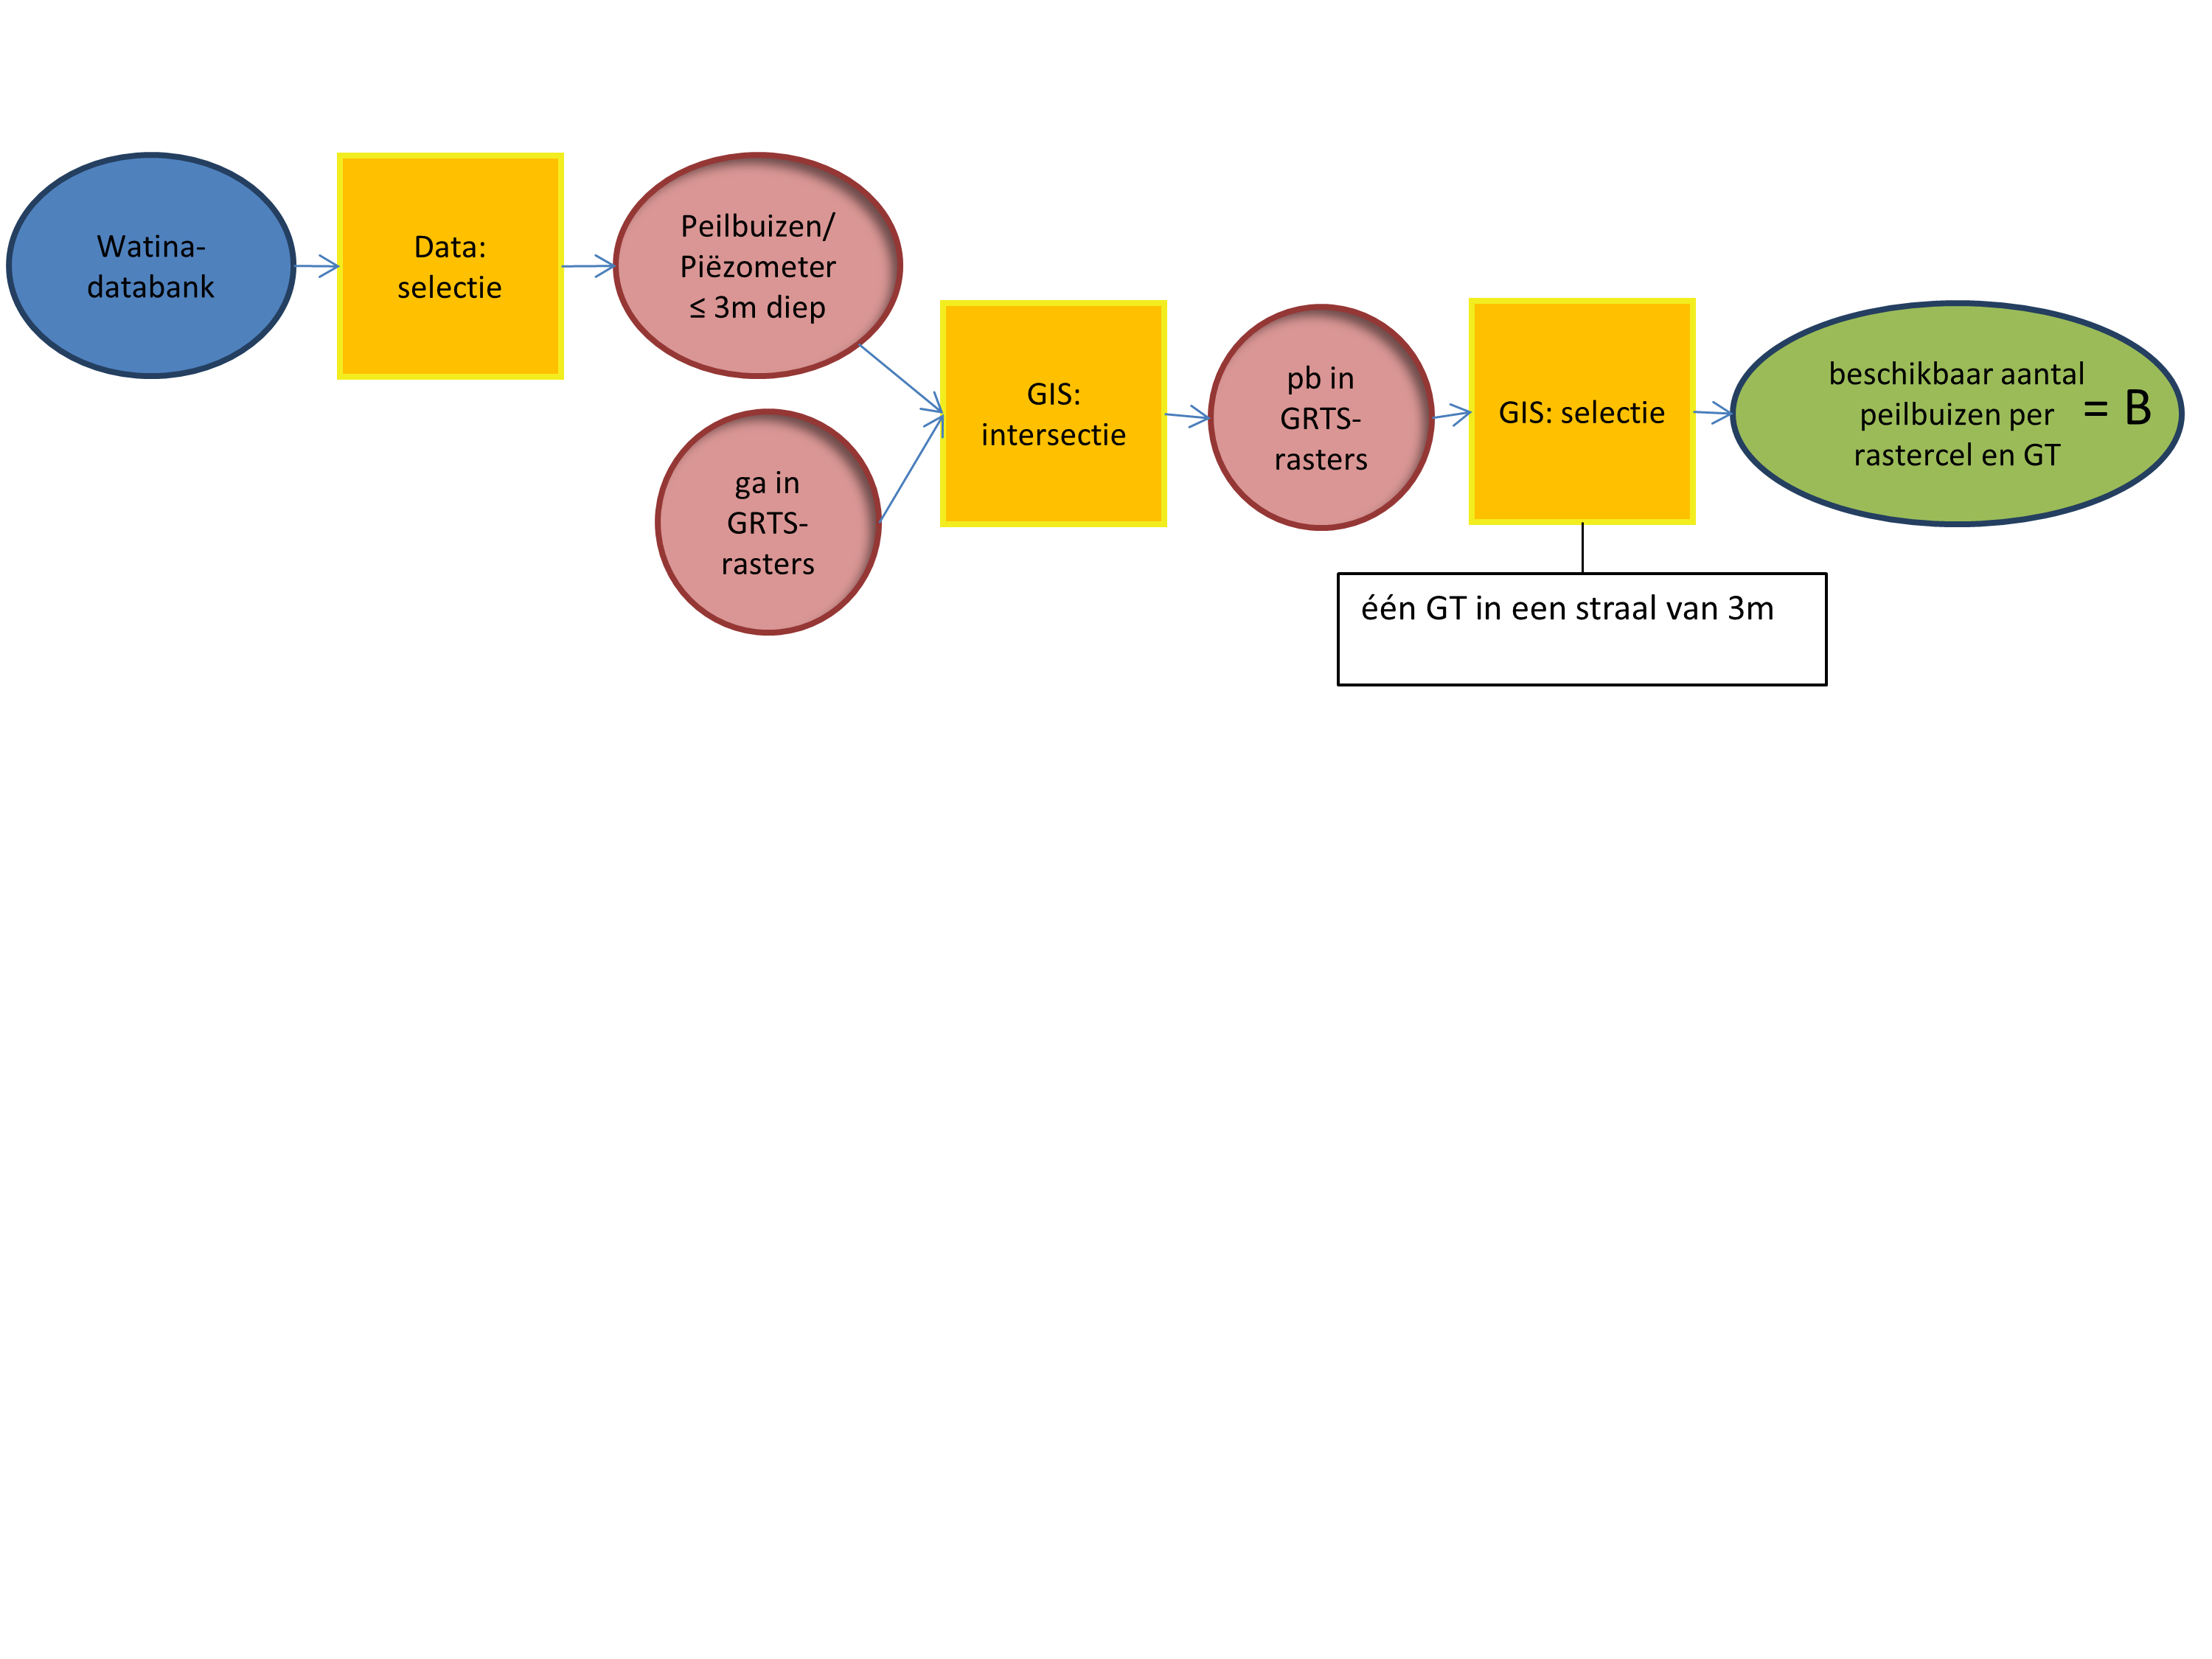 Watina-
databank
Data:
selectie
Peilbuizen/
Piëzometer
≤ 3m diep
ga in
GRTS-
rasters
GIS:
intersectie
pb in
GRTS-
rasters
GIS: selectie
één GT in een straal van 3m
beschikbaar aantal
peilbuizen per
rastercel en GT
= B